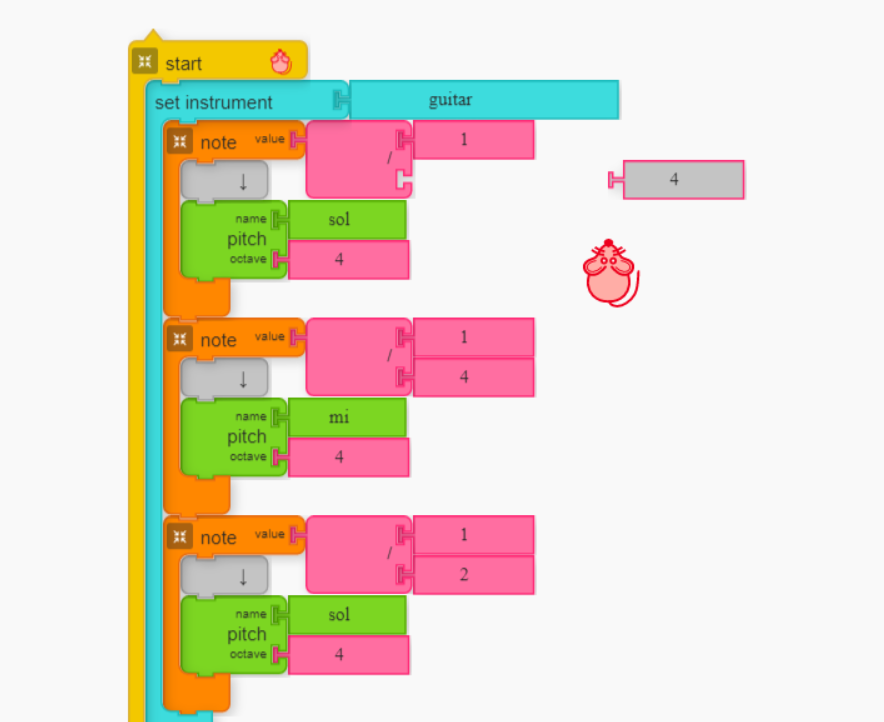 start
set instrument guitar
note value / 1
4
↓
name sol
pitch
octave 4
note value / 1
4
↓
name mi
pitch
octave 4
note value / 1
2
↓
name sol
pitch
octave 4